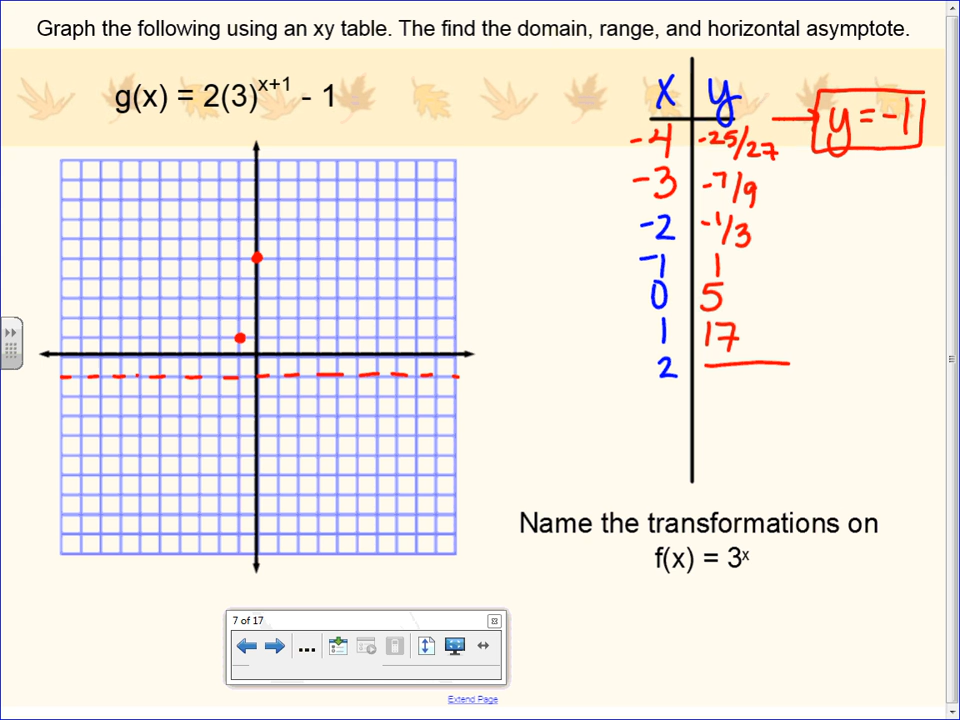 Graph the following using an xy table. The find the domain, range, and horizontal asymptote.
g(x) = 2(3)^x+1 - 1
x y
y = -1
-4 -25/27
-3 -7/9
-2 -1/3
-1 1
0 5
1 17
2
Name the transformations on
f(x) = 3^x
7 of 17
Extend Page